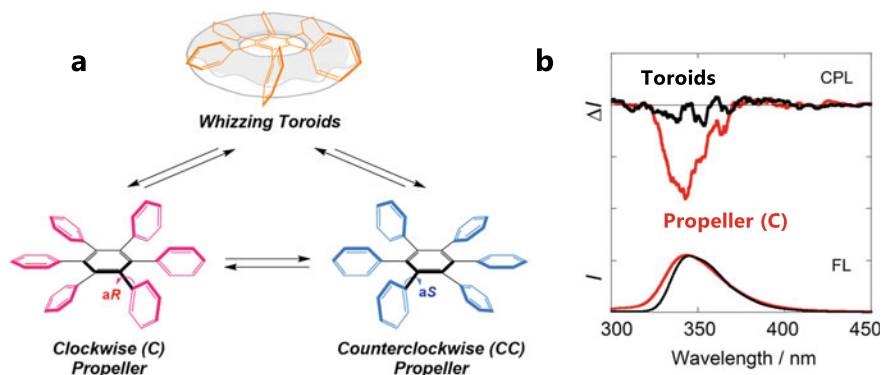 a
Whizzing Toroids
aR
aS
Clockwise (C)
Propeller
Counterclockwise (CC)
Propeller
b
Toroids
CPL
ΔI
Propeller (C)
FL
I
300 350 400 450
Wavelength / nm